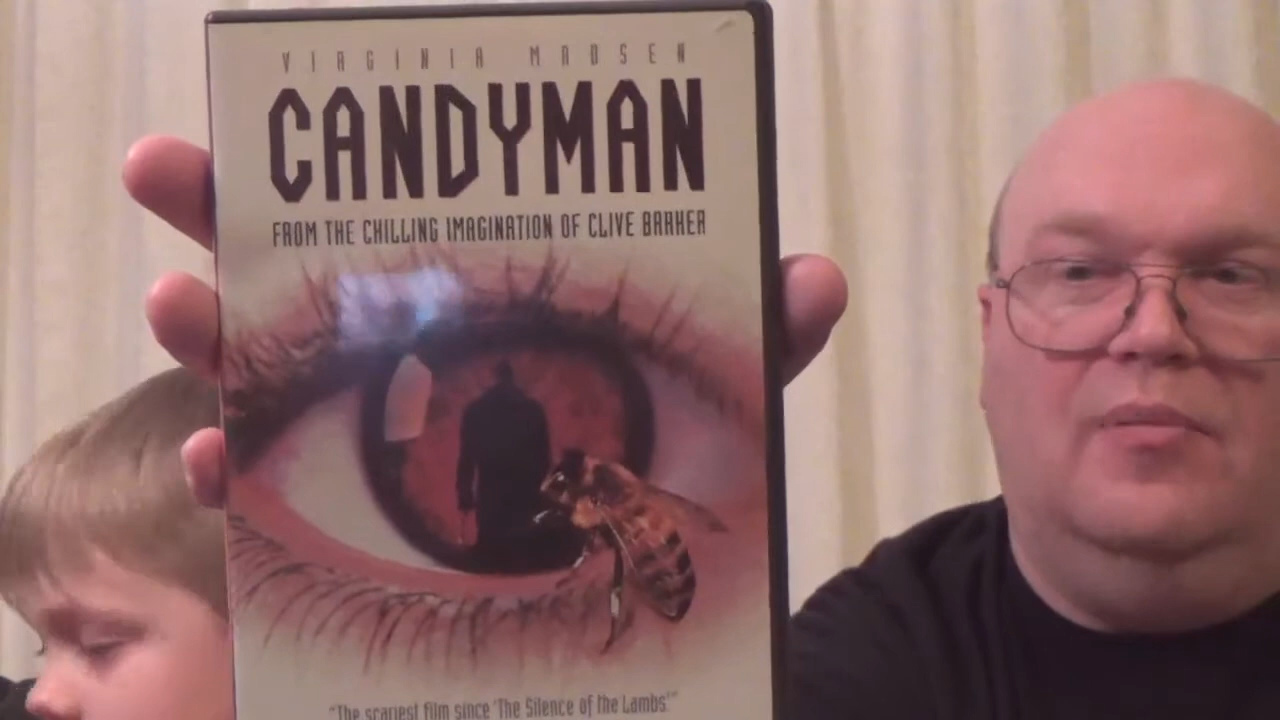 VIRGINIA MADSEN
CANDYMAN
FROM THE CHILLING IMAGINATION OF CLIVE BARKER
"The scariest film since 'The Silence of the Lambs.'"